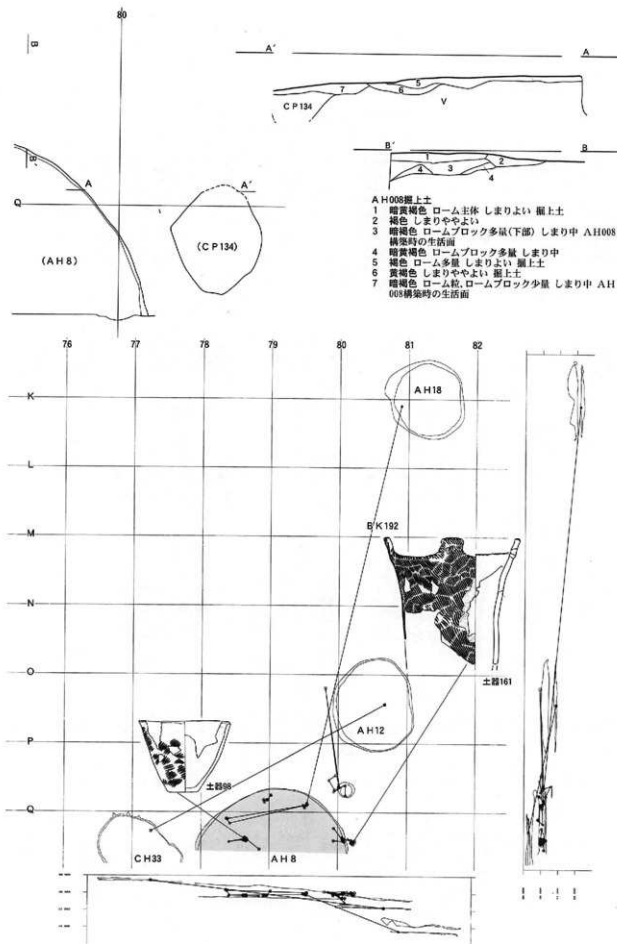 80
A´
A
B´
5
7
6
V
CP134
B´
B
1
2
4
3
4
B
A
A´
Q
(CP134)
(AH8)
AH008掘上土
1 暗黄褐色 ローム主体 しまりよい 掘上土
2 褐色 しまりややよい
3 暗褐色 ロームブロック多量(下部) しまり中 AH008
構築時の生活面
4 暗黄褐色 ロームブロック多量 しまり中
5 褐色 ローム多量 しまりよい 掘上土
6 黄褐色 しまりややよい 掘上土
7 暗褐色 ローム粒,ロームブロック少量 しまり中 AH
008構築時の生活面
76 77 78 79 80 81 82
K
AH18
L
M
BK192
N
O
土器161
AH12
P
土器98
Q
CH33
AH8